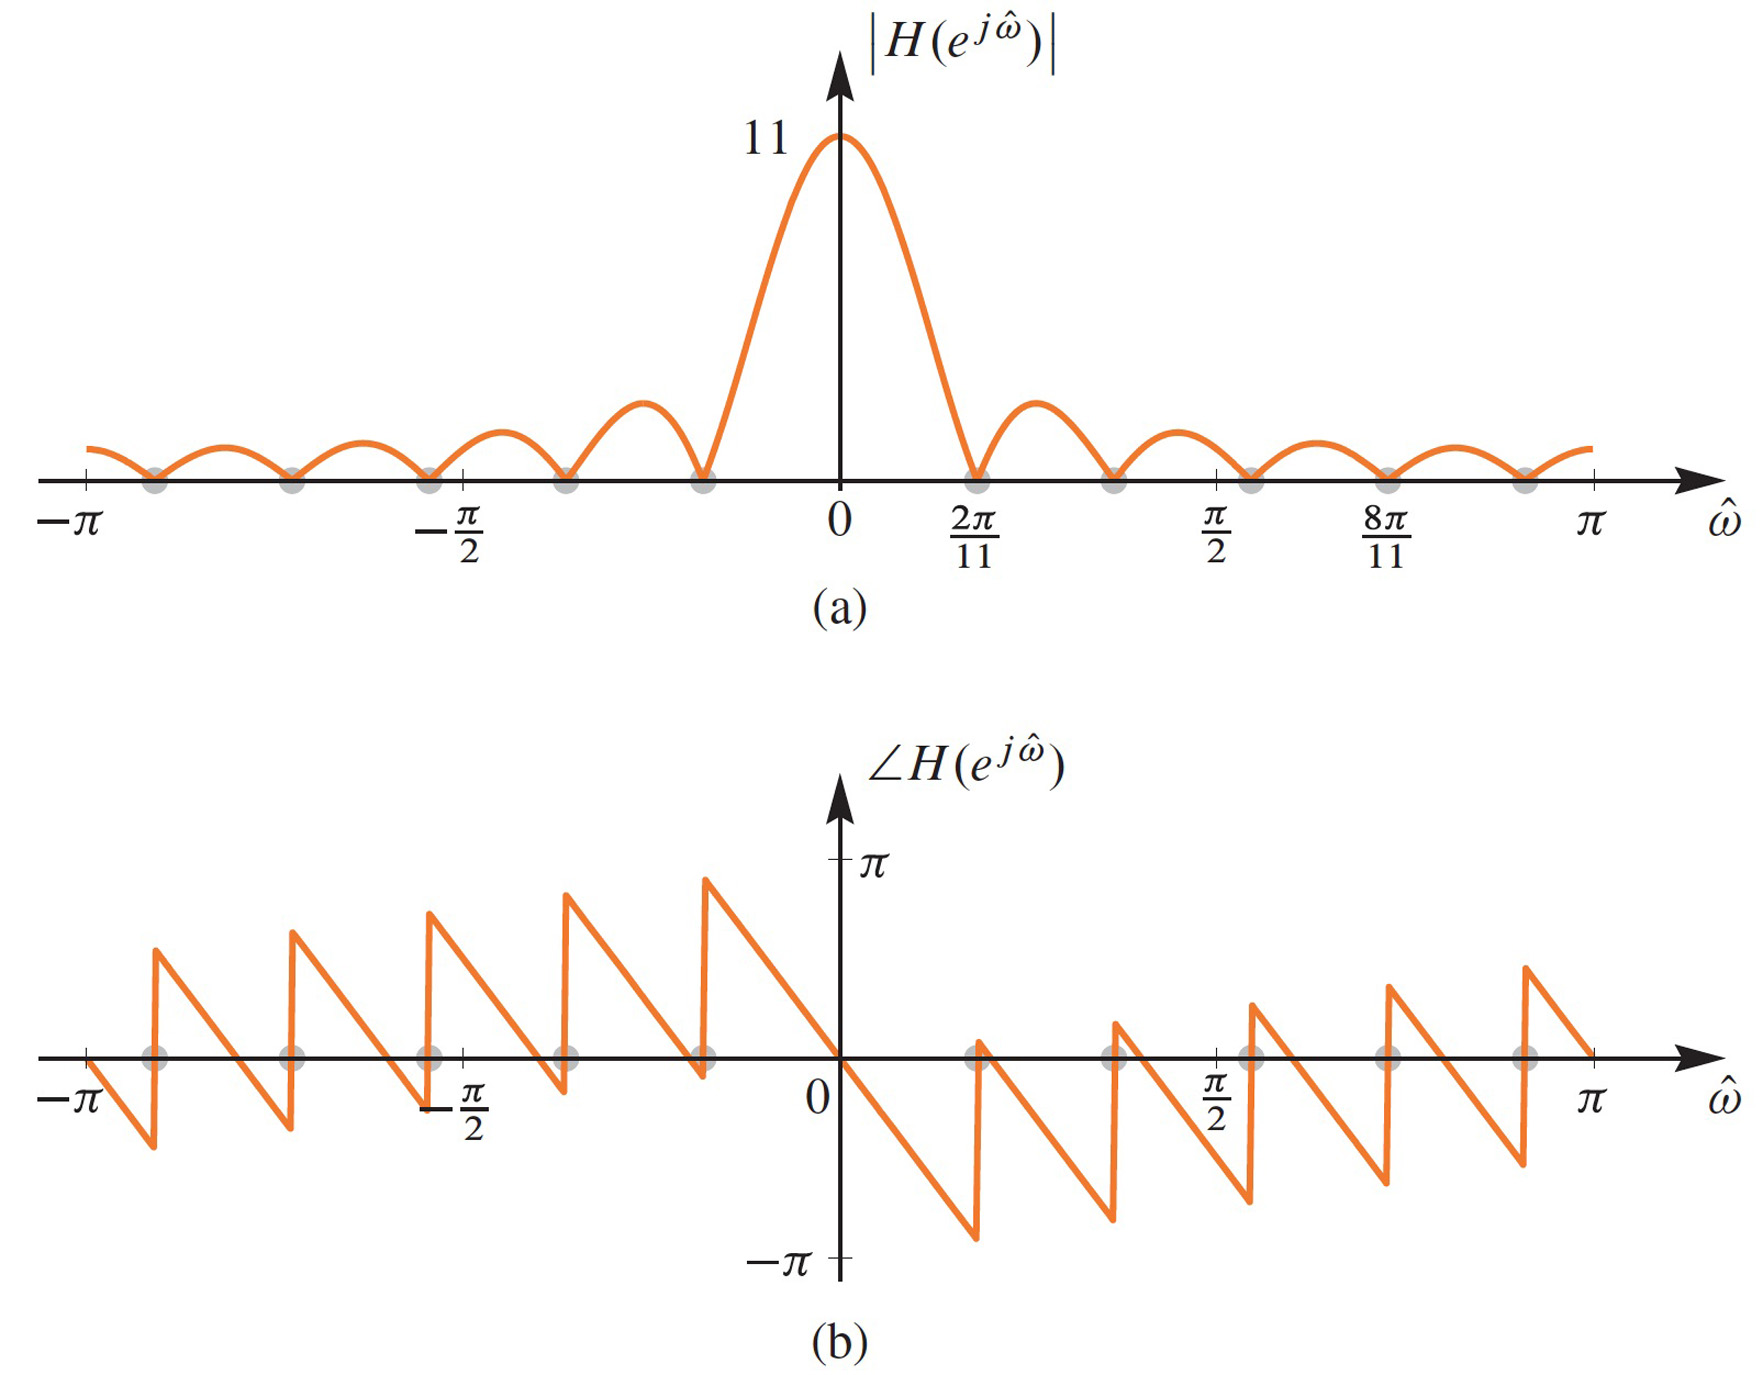 |H(e^{jω̂})|
11
−π −π/2 0 2π/11 π/2 8π/11 π ω̂
(a)
∠H(e^{jω̂})
π
−π −π/2 0 π/2 π ω̂
−π
(b)